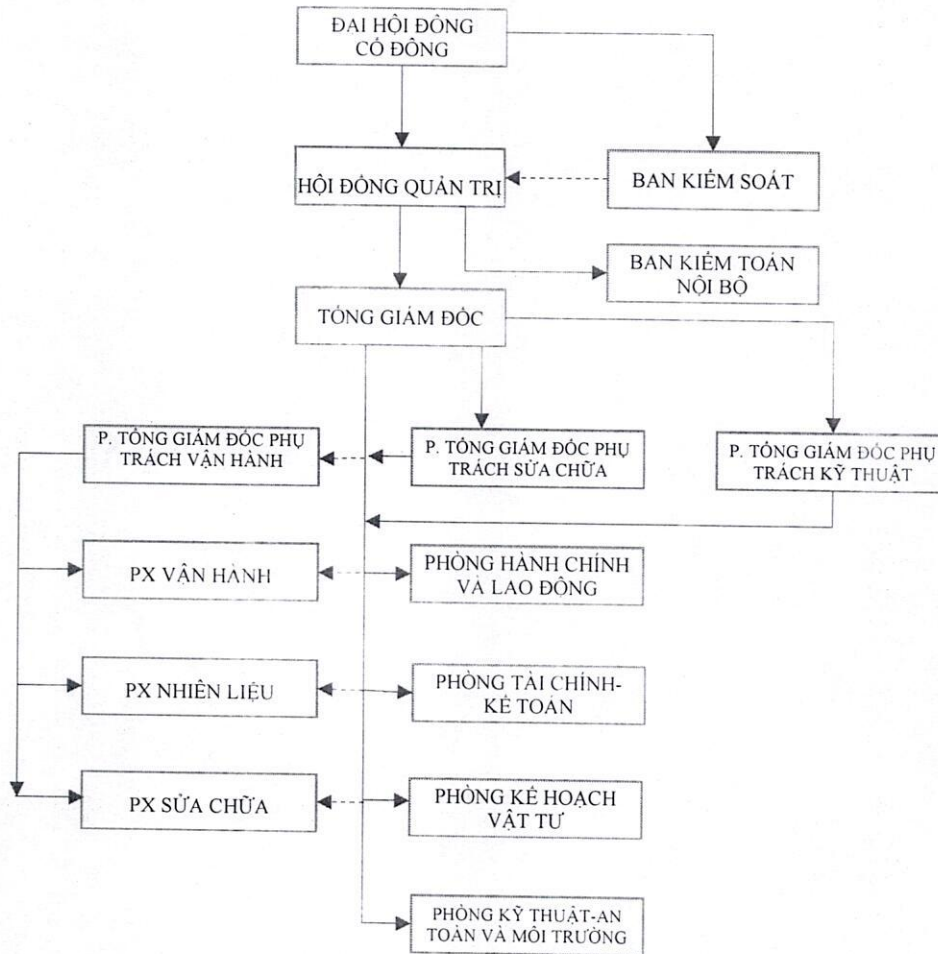 ĐẠI HỘI ĐỒNG
CỔ ĐÔNG
HỘI ĐỒNG QUẢN TRỊ
BAN KIỂM SOÁT
BAN KIỂM TOÁN
NỘI BỘ
TỔNG GIÁM ĐỐC
P. TỔNG GIÁM ĐỐC PHỤ
TRÁCH VẬN HÀNH
P. TỔNG GIÁM ĐỐC PHỤ
TRÁCH SỬA CHỮA
P. TỔNG GIÁM ĐỐC PHỤ
TRÁCH KỸ THUẬT
PX VẬN HÀNH
PHÒNG HÀNH CHÍNH
VÀ LAO ĐỘNG
PX NHIÊN LIỆU
PHÒNG TÀI CHÍNH-
KẾ TOÁN
PX SỬA CHỮA
PHÒNG KẾ HOẠCH
VẬT TƯ
PHÒNG KỸ THUẬT-AN
TOÀN VÀ MÔI TRƯỜNG